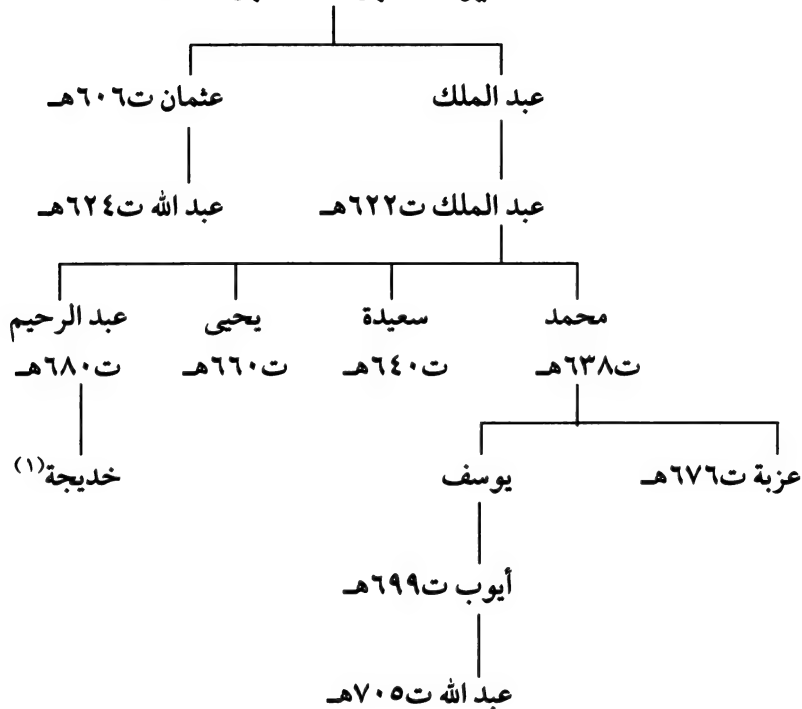 عبد الملك عثمان ت٦٠٦هـ
عبد الملك ت٦٢٢هـ عبد الله ت٦٢٤هـ
محمد سعيدة يحيى عبد الرحيم
ت٦٣٨هـ ت٦٤٠هـ ت٦٦٠هـ ت٦٨٠هـ
عزبة ت٦٧٦هـ يوسف خديجة(١)
أيوب ت٦٩٩هـ
عبد الله ت٧٠٥هـ